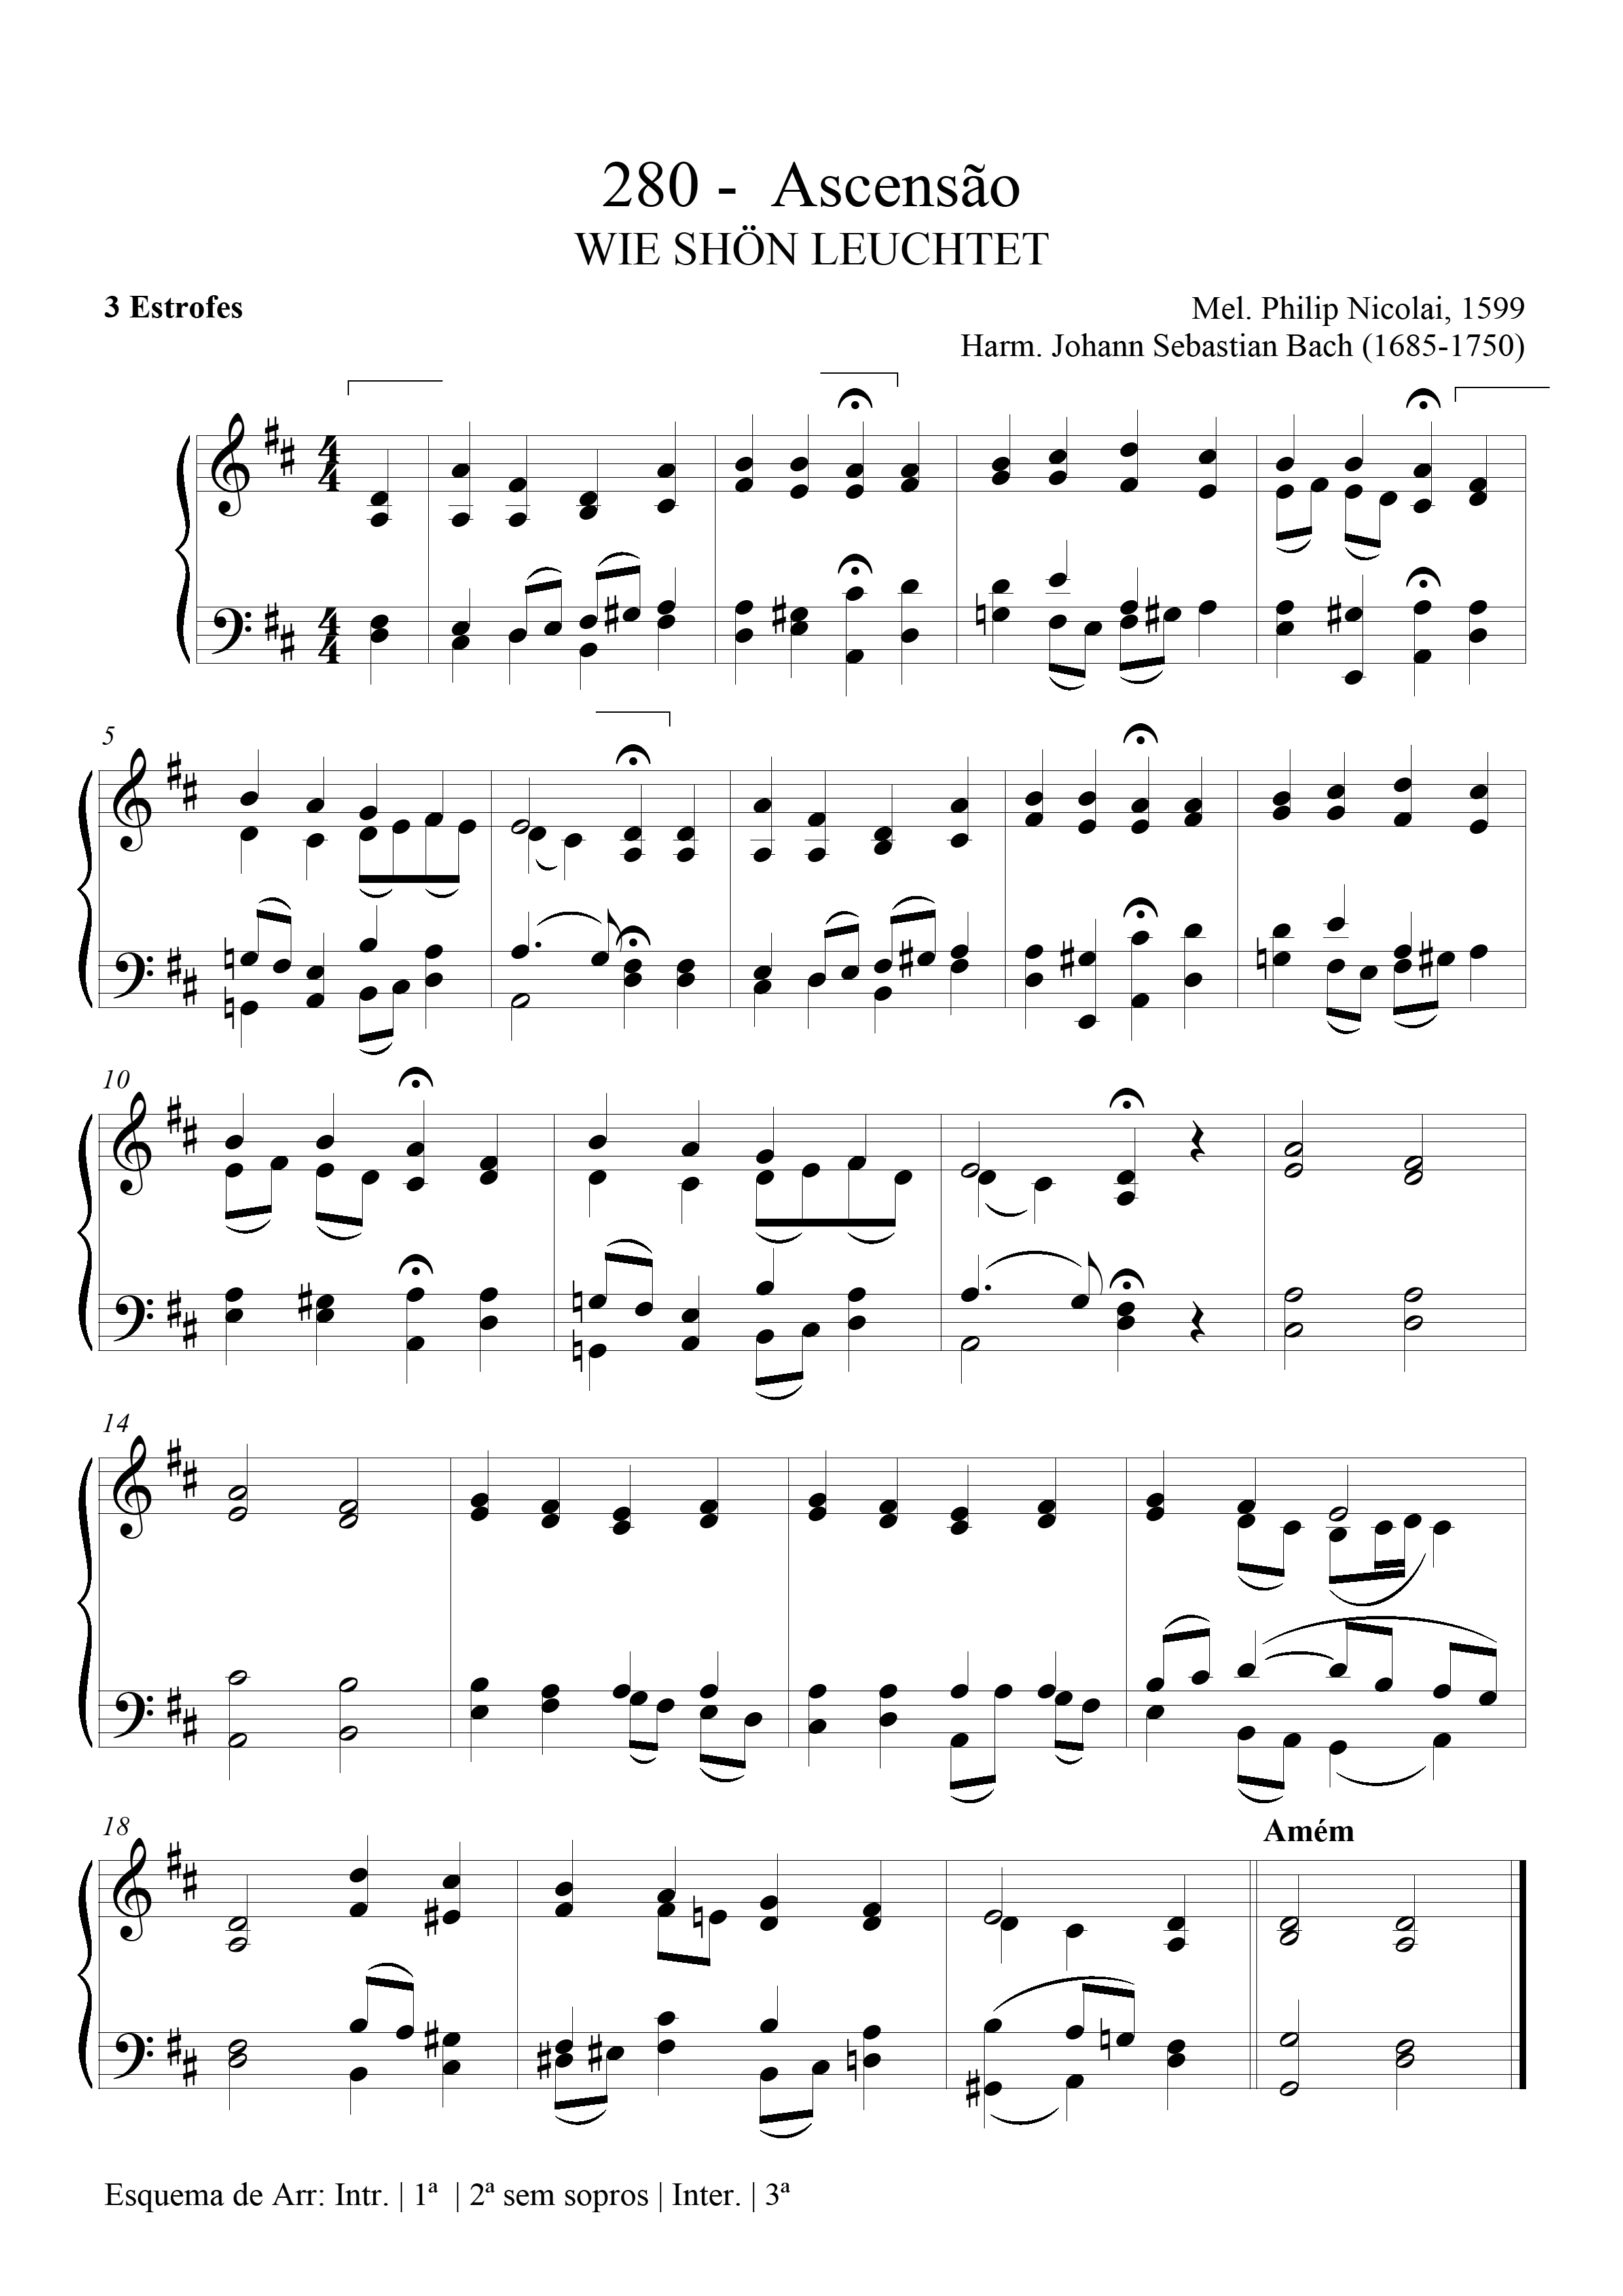 280 - Ascensão
WIE SHÖN LEUCHTET
3 Estrofes
Mel. Philip Nicolai, 1599
Harm. Johann Sebastian Bach (1685-1750)
5
10
14
18
Amém
Esquema de Arr: Intr. | 1ª | 2ª sem sopros | Inter. | 3ª